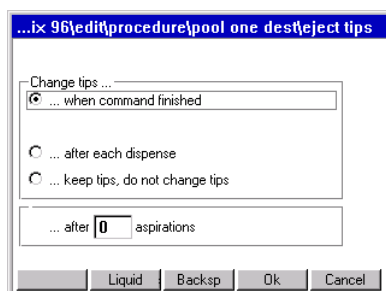 ...ix 96\edit\procedure\pool one dest\eject tips
Change tips ...
... when command finished
... after each dispense
... keep tips, do not change tips
... after 0 aspirations
Liquid Backsp Ok Cancel